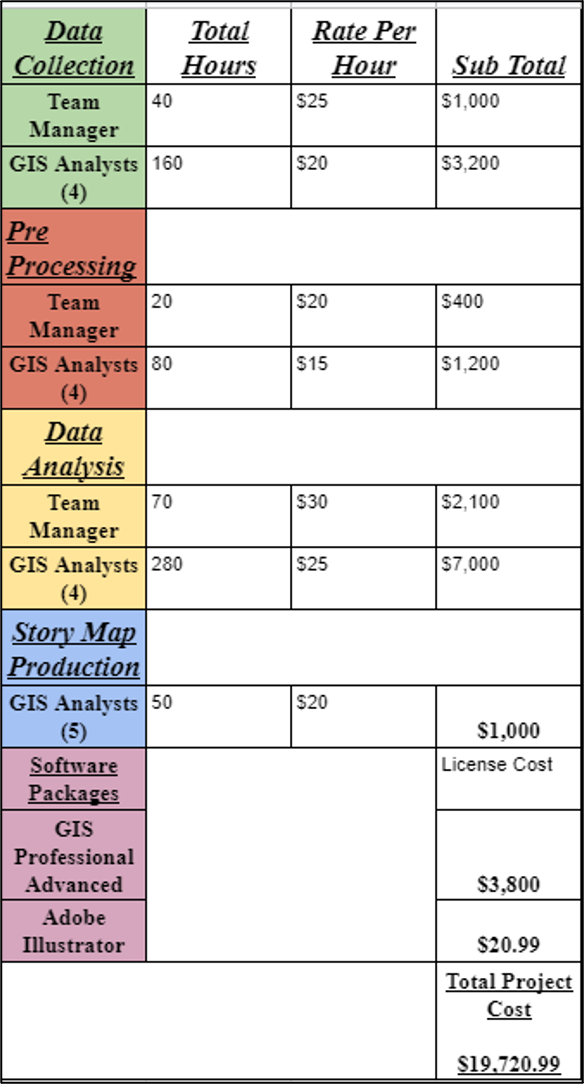 Data Collection Total Hours Rate Per Hour Sub Total
Team Manager 40 $25 $1,000
GIS Analysts (4) 160 $20 $3,200
Pre Processing
Team Manager 20 $20 $400
GIS Analysts (4) 80 $15 $1,200
Data Analysis
Team Manager 70 $30 $2,100
GIS Analysts (4) 280 $25 $7,000
Story Map Production
GIS Analysts (5) 50 $20 $1,000
Software Packages License Cost
GIS Professional Advanced $3,800
Adobe Illustrator $20.99
Total Project Cost
$19,720.99